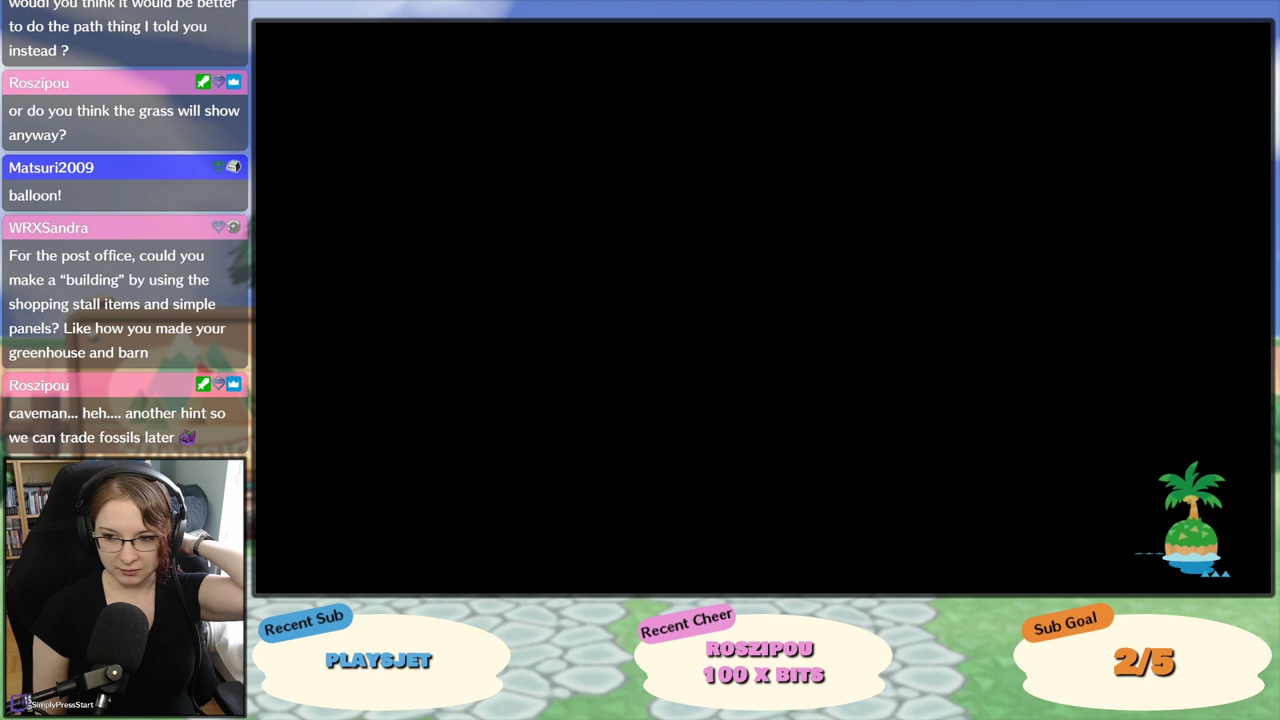 woudl you think it would be better
to do the path thing I told you
instead ?
Roszipou
or do you think the grass will show
anyway?
Matsuri2009
balloon!
WRXSandra
For the post office, could you
make a “building” by using the
shopping stall items and simple
panels? Like how you made your
greenhouse and barn
Roszipou
caveman... heh.... another hint so
we can trade fossils later
SimplyPressStart
Recent Sub
PLAYSJET
Recent Cheer
ROSZIPOU
100 X BITS
Sub Goal
2/5